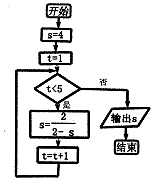 开始
s=4
t=1
t<5
否
是
s=2/(2-s)
输出s
t=t+1
结束